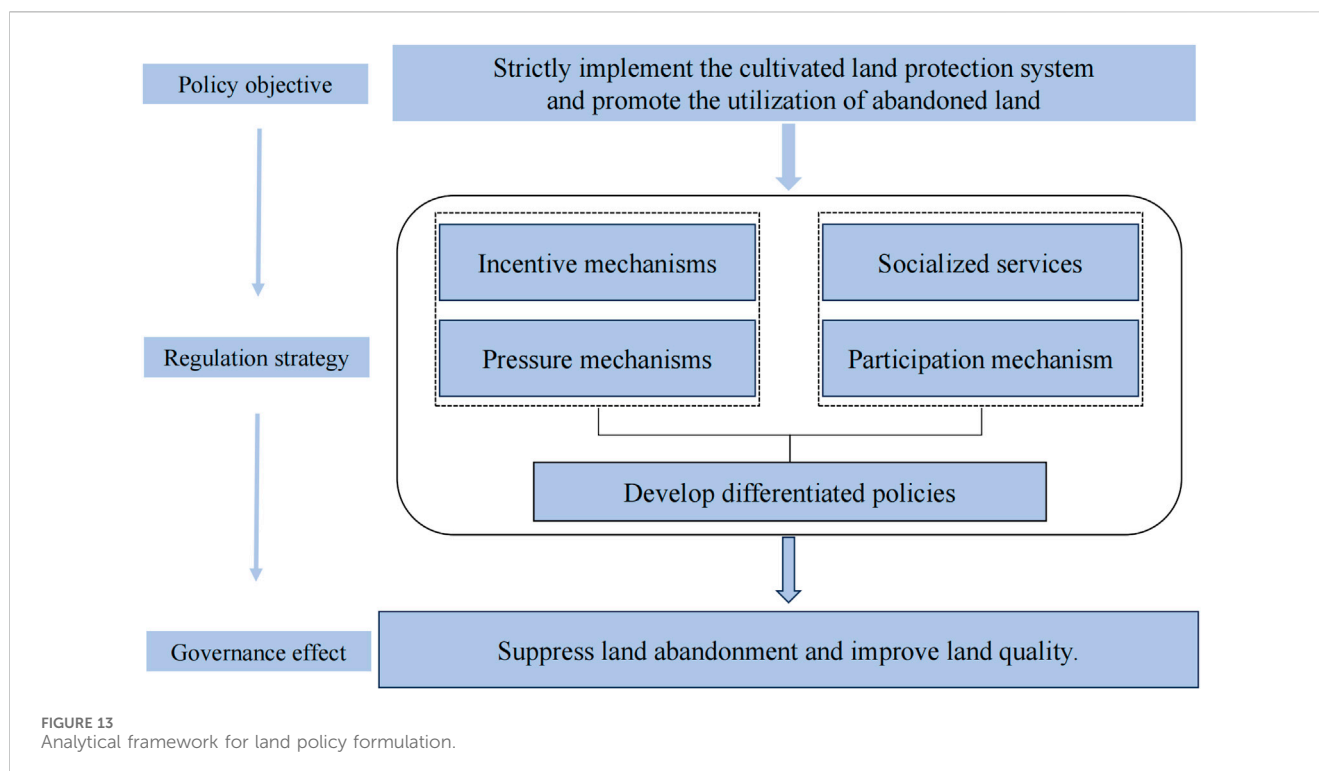 Policy objective
Strictly implement the cultivated land protection system
and promote the utilization of abandoned land
Incentive mechanisms
Socialized services
Regulation strategy
Pressure mechanisms
Participation mechanism
Develop differentiated policies
Governance effect
Suppress land abandonment and improve land quality.
FIGURE 13
Analytical framework for land policy formulation.